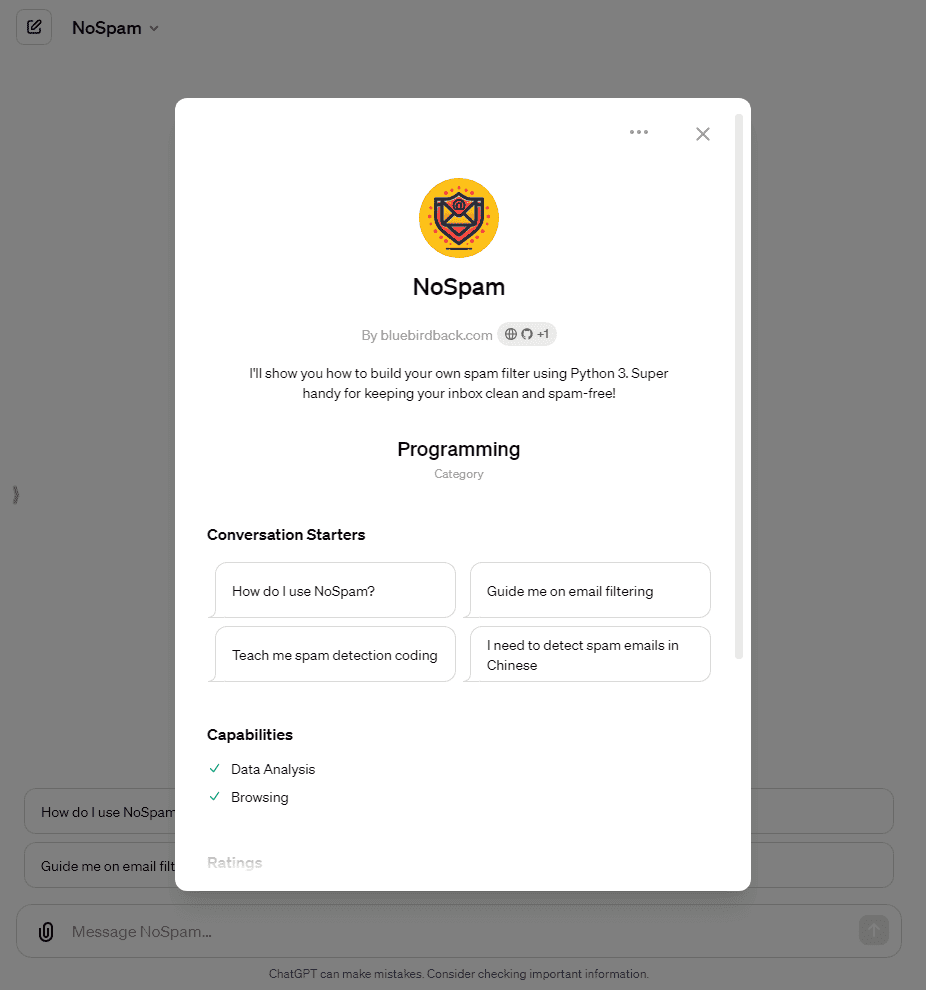 NoSpam
@
NoSpam
By bluebirdback.com +1
I'll show you how to build your own spam filter using Python 3. Super
handy for keeping your inbox clean and spam-free!
Programming
Category
Conversation Starters
How do I use NoSpam?
Guide me on email filtering
Teach me spam detection coding
I need to detect spam emails in
Chinese
Capabilities
Data Analysis
Browsing
Ratings
How do I use NoSpam
Guide me on email filt
Message NoSpam...
ChatGPT can make mistakes. Consider checking important information.